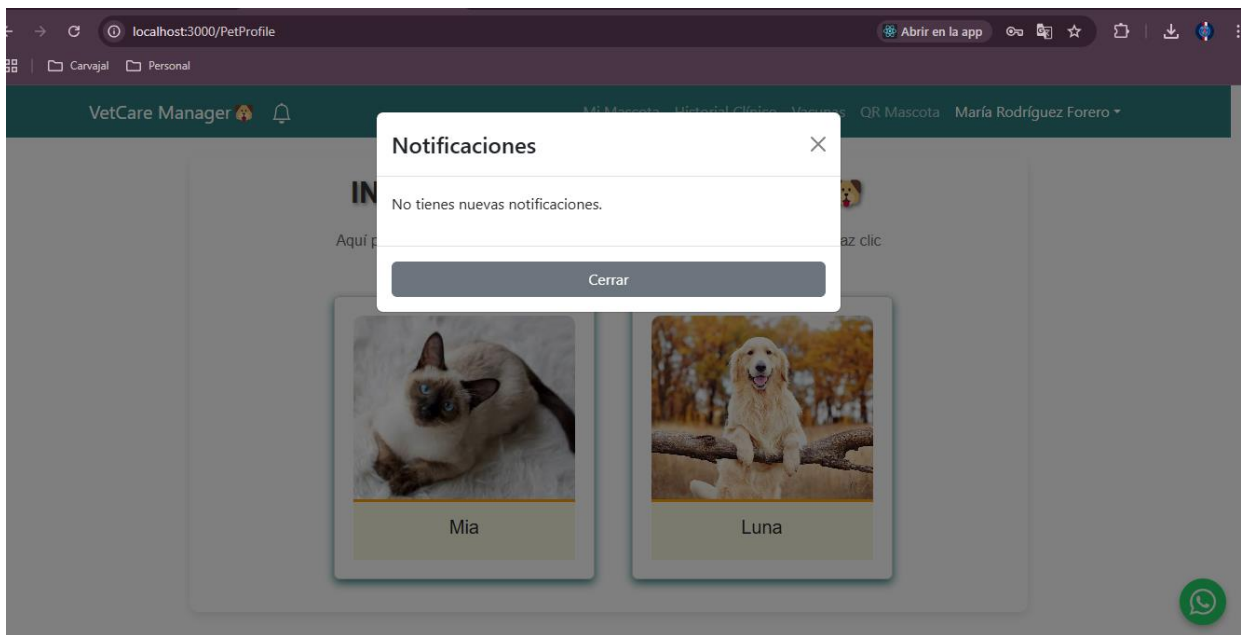 localhost:3000/PetProfile
Abrir en la app
Carvajal
Personal
VetCare Manager
Mi Mascota Historial Clínico Vacunas QR Mascota María Rodríguez Forero
Notificaciones
IN
No tienes nuevas notificaciones.
Aquí
az clic
Cerrar
Mia
Luna